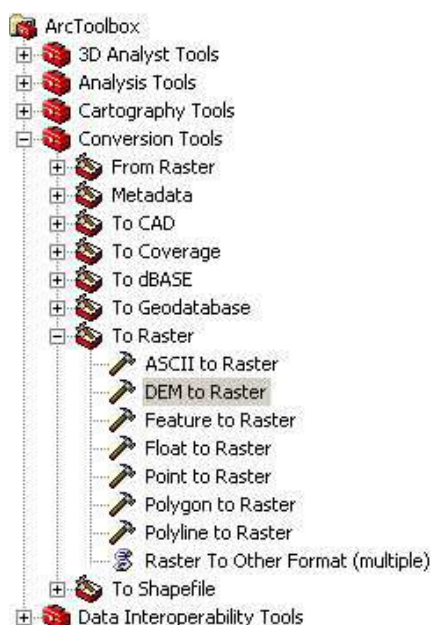 ArcToolbox
3D Analyst Tools
Analysis Tools
Cartography Tools
Conversion Tools
From Raster
Metadata
To CAD
To Coverage
To dBASE
To Geodatabase
To Raster
ASCII to Raster
DEM to Raster
Feature to Raster
Float to Raster
Point to Raster
Polygon to Raster
Polyline to Raster
Raster To Other Format (multiple)
To Shapefile
Data Interoperability Tools